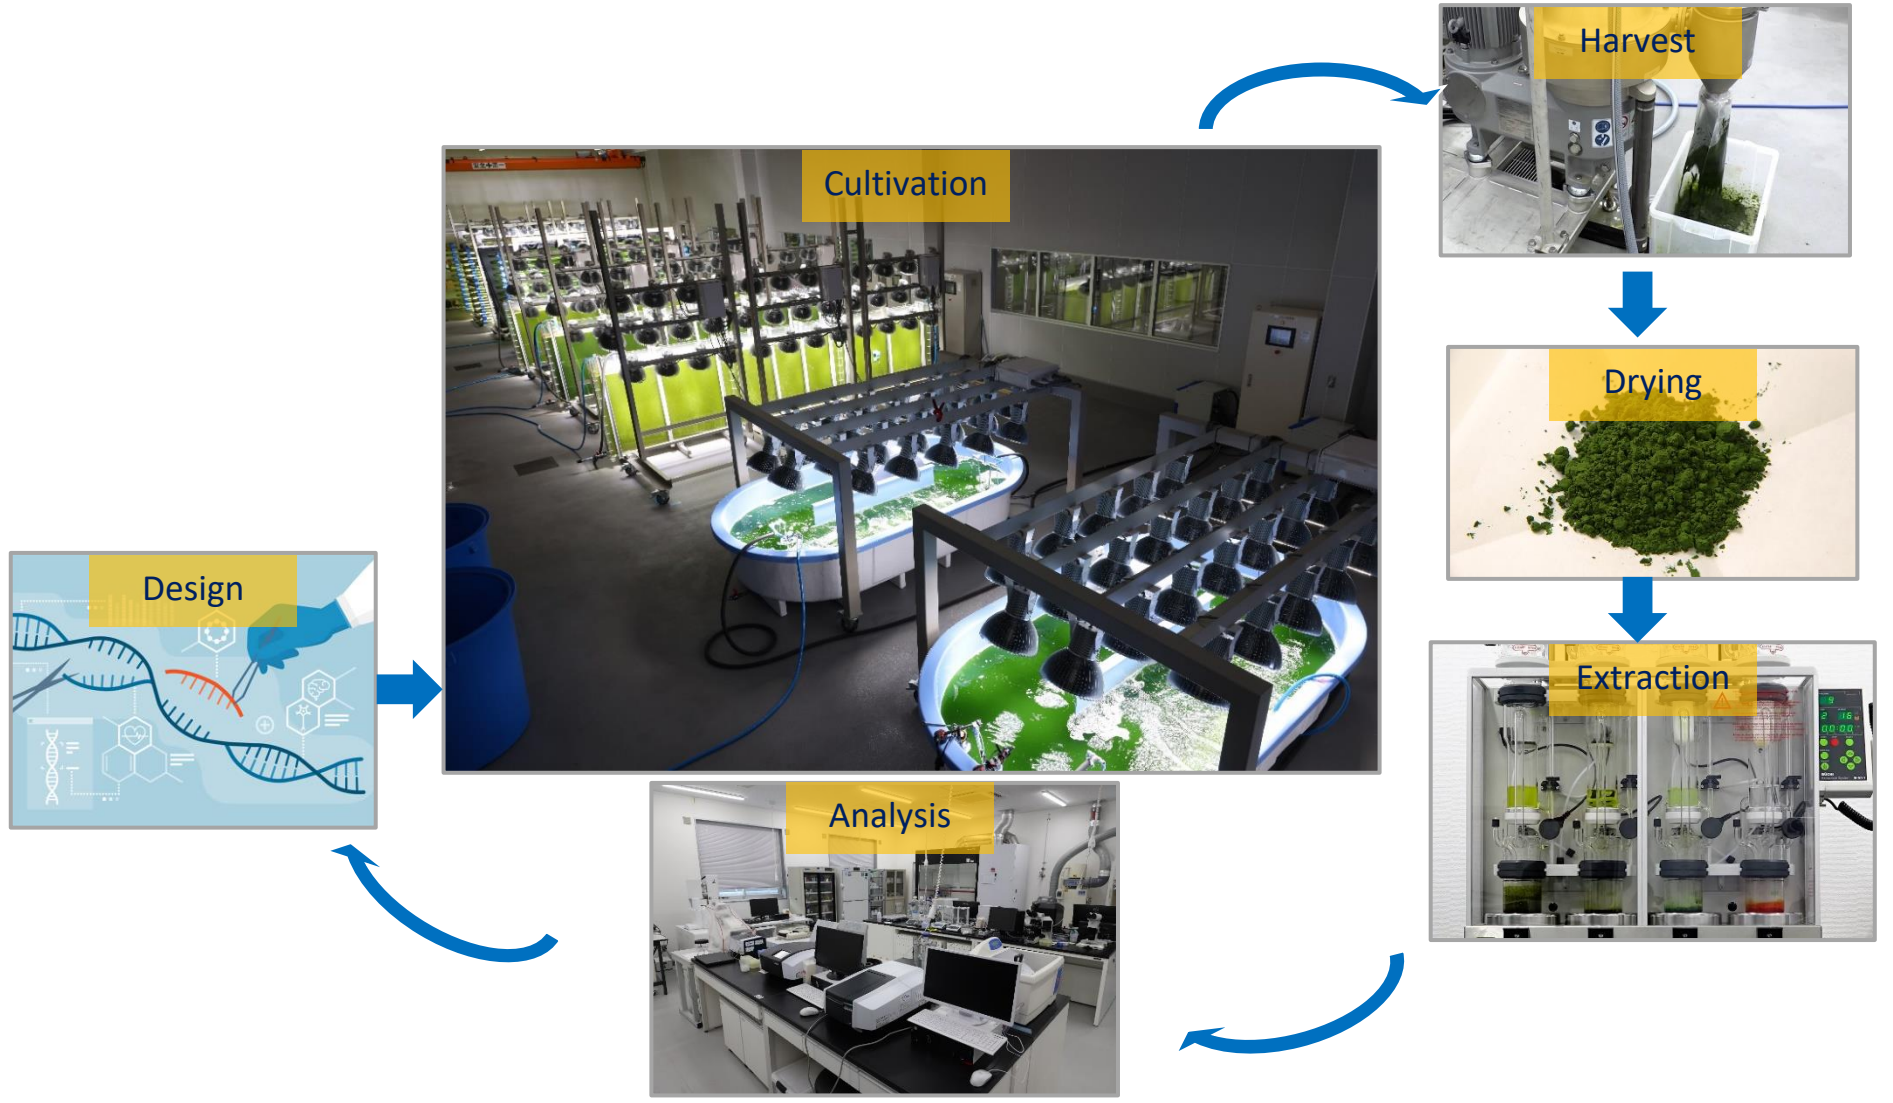 Design
Cultivation
Harvest
Drying
Extraction
Analysis